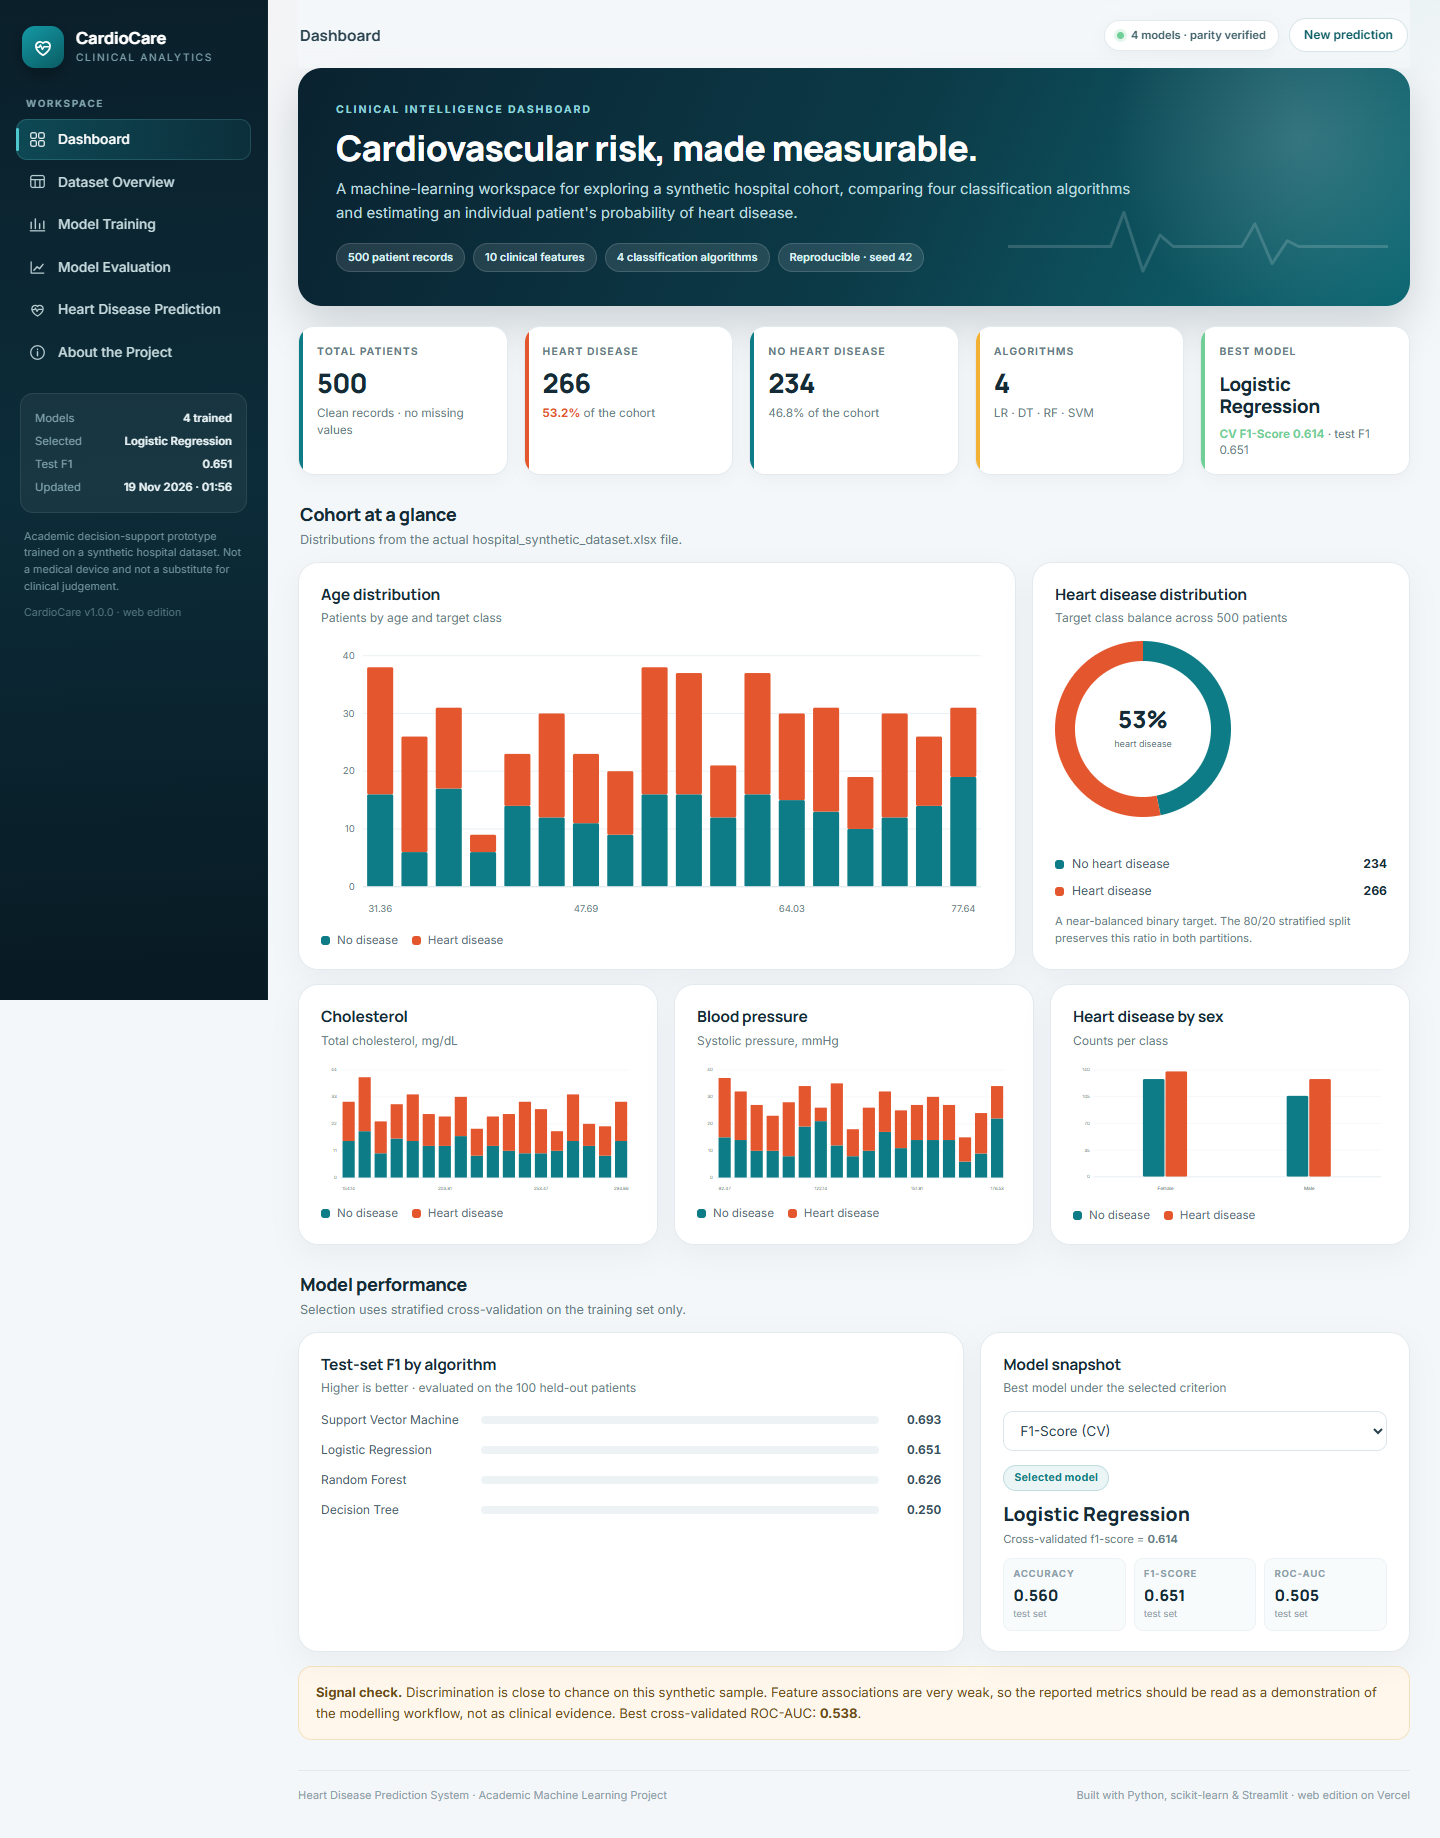 CardioCare
CLINICAL ANALYTICS
WORKSPACE
Dashboard
Dataset Overview
Model Training
Model Evaluation
Heart Disease Prediction
About the Project
Models 4 trained
Selected Logistic Regression
Test F1 0.651
Updated 19 Nov 2026 · 01:56
Academic decision-support prototype
trained on a synthetic hospital dataset. Not
a medical device and not a substitute for
clinical judgement.
CardioCare v1.0.0 · web edition
Dashboard
4 models · parity verified
New prediction
CLINICAL INTELLIGENCE DASHBOARD
Cardiovascular risk, made measurable.
A machine-learning workspace for exploring a synthetic hospital cohort, comparing four classification algorithms
and estimating an individual patient's probability of heart disease.
500 patient records
10 clinical features
4 classification algorithms
Reproducible · seed 42
TOTAL PATIENTS
500
Clean records · no missing
values
HEART DISEASE
266
53.2% of the cohort
NO HEART DISEASE
234
46.8% of the cohort
ALGORITHMS
4
LR · DT · RF · SVM
BEST MODEL
Logistic
Regression
CV F1-Score 0.614 · test F1
0.651
Cohort at a glance
Distributions from the actual hospital_synthetic_dataset.xlsx file.
Age distribution
Patients by age and target class
40
30
20
10
0
31.36 47.69 64.03 77.64
No disease Heart disease
Heart disease distribution
Target class balance across 500 patients
53%
heart disease
No heart disease 234
Heart disease 266
A near-balanced binary target. The 80/20 stratified split
preserves this ratio in both partitions.
Cholesterol
Total cholesterol, mg/dL
No disease Heart disease
Blood pressure
Systolic pressure, mmHg
No disease Heart disease
Heart disease by sex
Counts per class
Female Male
No disease Heart disease
Model performance
Selection uses stratified cross-validation on the training set only.
Test-set F1 by algorithm
Higher is better · evaluated on the 100 held-out patients
Support Vector Machine 0.693
Logistic Regression 0.651
Random Forest 0.626
Decision Tree 0.250
Model snapshot
Best model under the selected criterion
F1-Score (CV)
Selected model
Logistic Regression
Cross-validated f1-score = 0.614
ACCURACY
0.560
test set
F1-SCORE
0.651
test set
ROC-AUC
0.505
test set
Signal check. Discrimination is close to chance on this synthetic sample. Feature associations are very weak, so the reported metrics should be read as a demonstration of
the modelling workflow, not as clinical evidence. Best cross-validated ROC-AUC: 0.538.
Heart Disease Prediction System · Academic Machine Learning Project
Built with Python, scikit-learn & Streamlit · web edition on Vercel